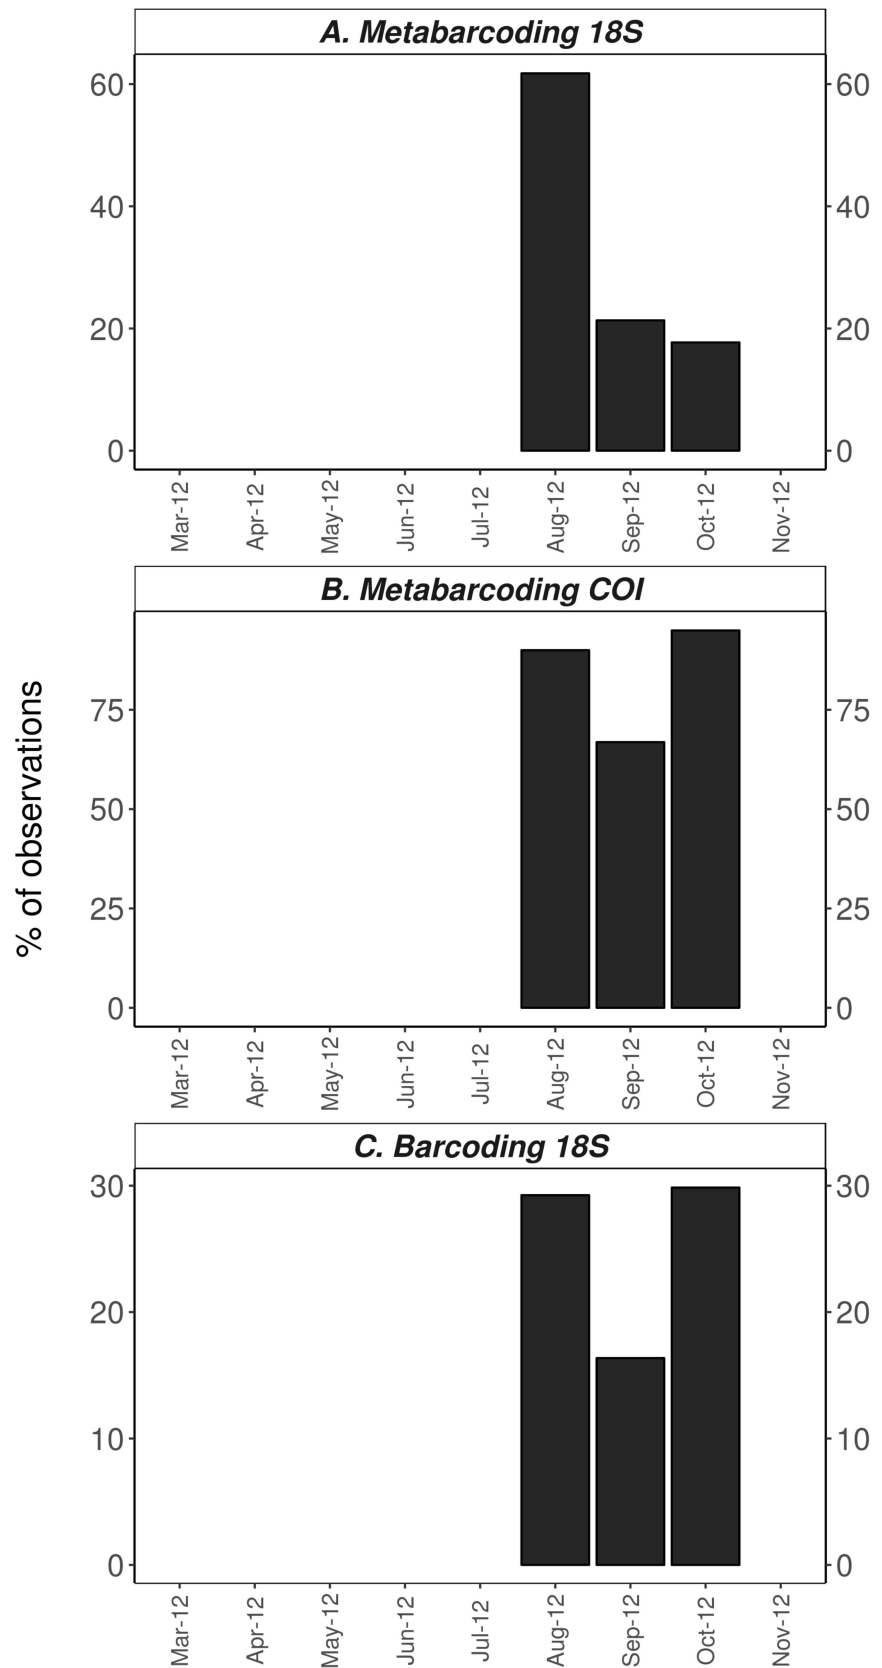 A. Metabarcoding 18S
60 60
40 40
20 20
0 0
Mar-12 Apr-12 May-12 Jun-12 Jul-12 Aug-12 Sep-12 Oct-12 Nov-12
B. Metabarcoding COI
% of observations
75 75
50 50
25 25
0 0
Mar-12 Apr-12 May-12 Jun-12 Jul-12 Aug-12 Sep-12 Oct-12 Nov-12
C. Barcoding 18S
30 30
20 20
10 10
0 0
Mar-12 Apr-12 May-12 Jun-12 Jul-12 Aug-12 Sep-12 Oct-12 Nov-12